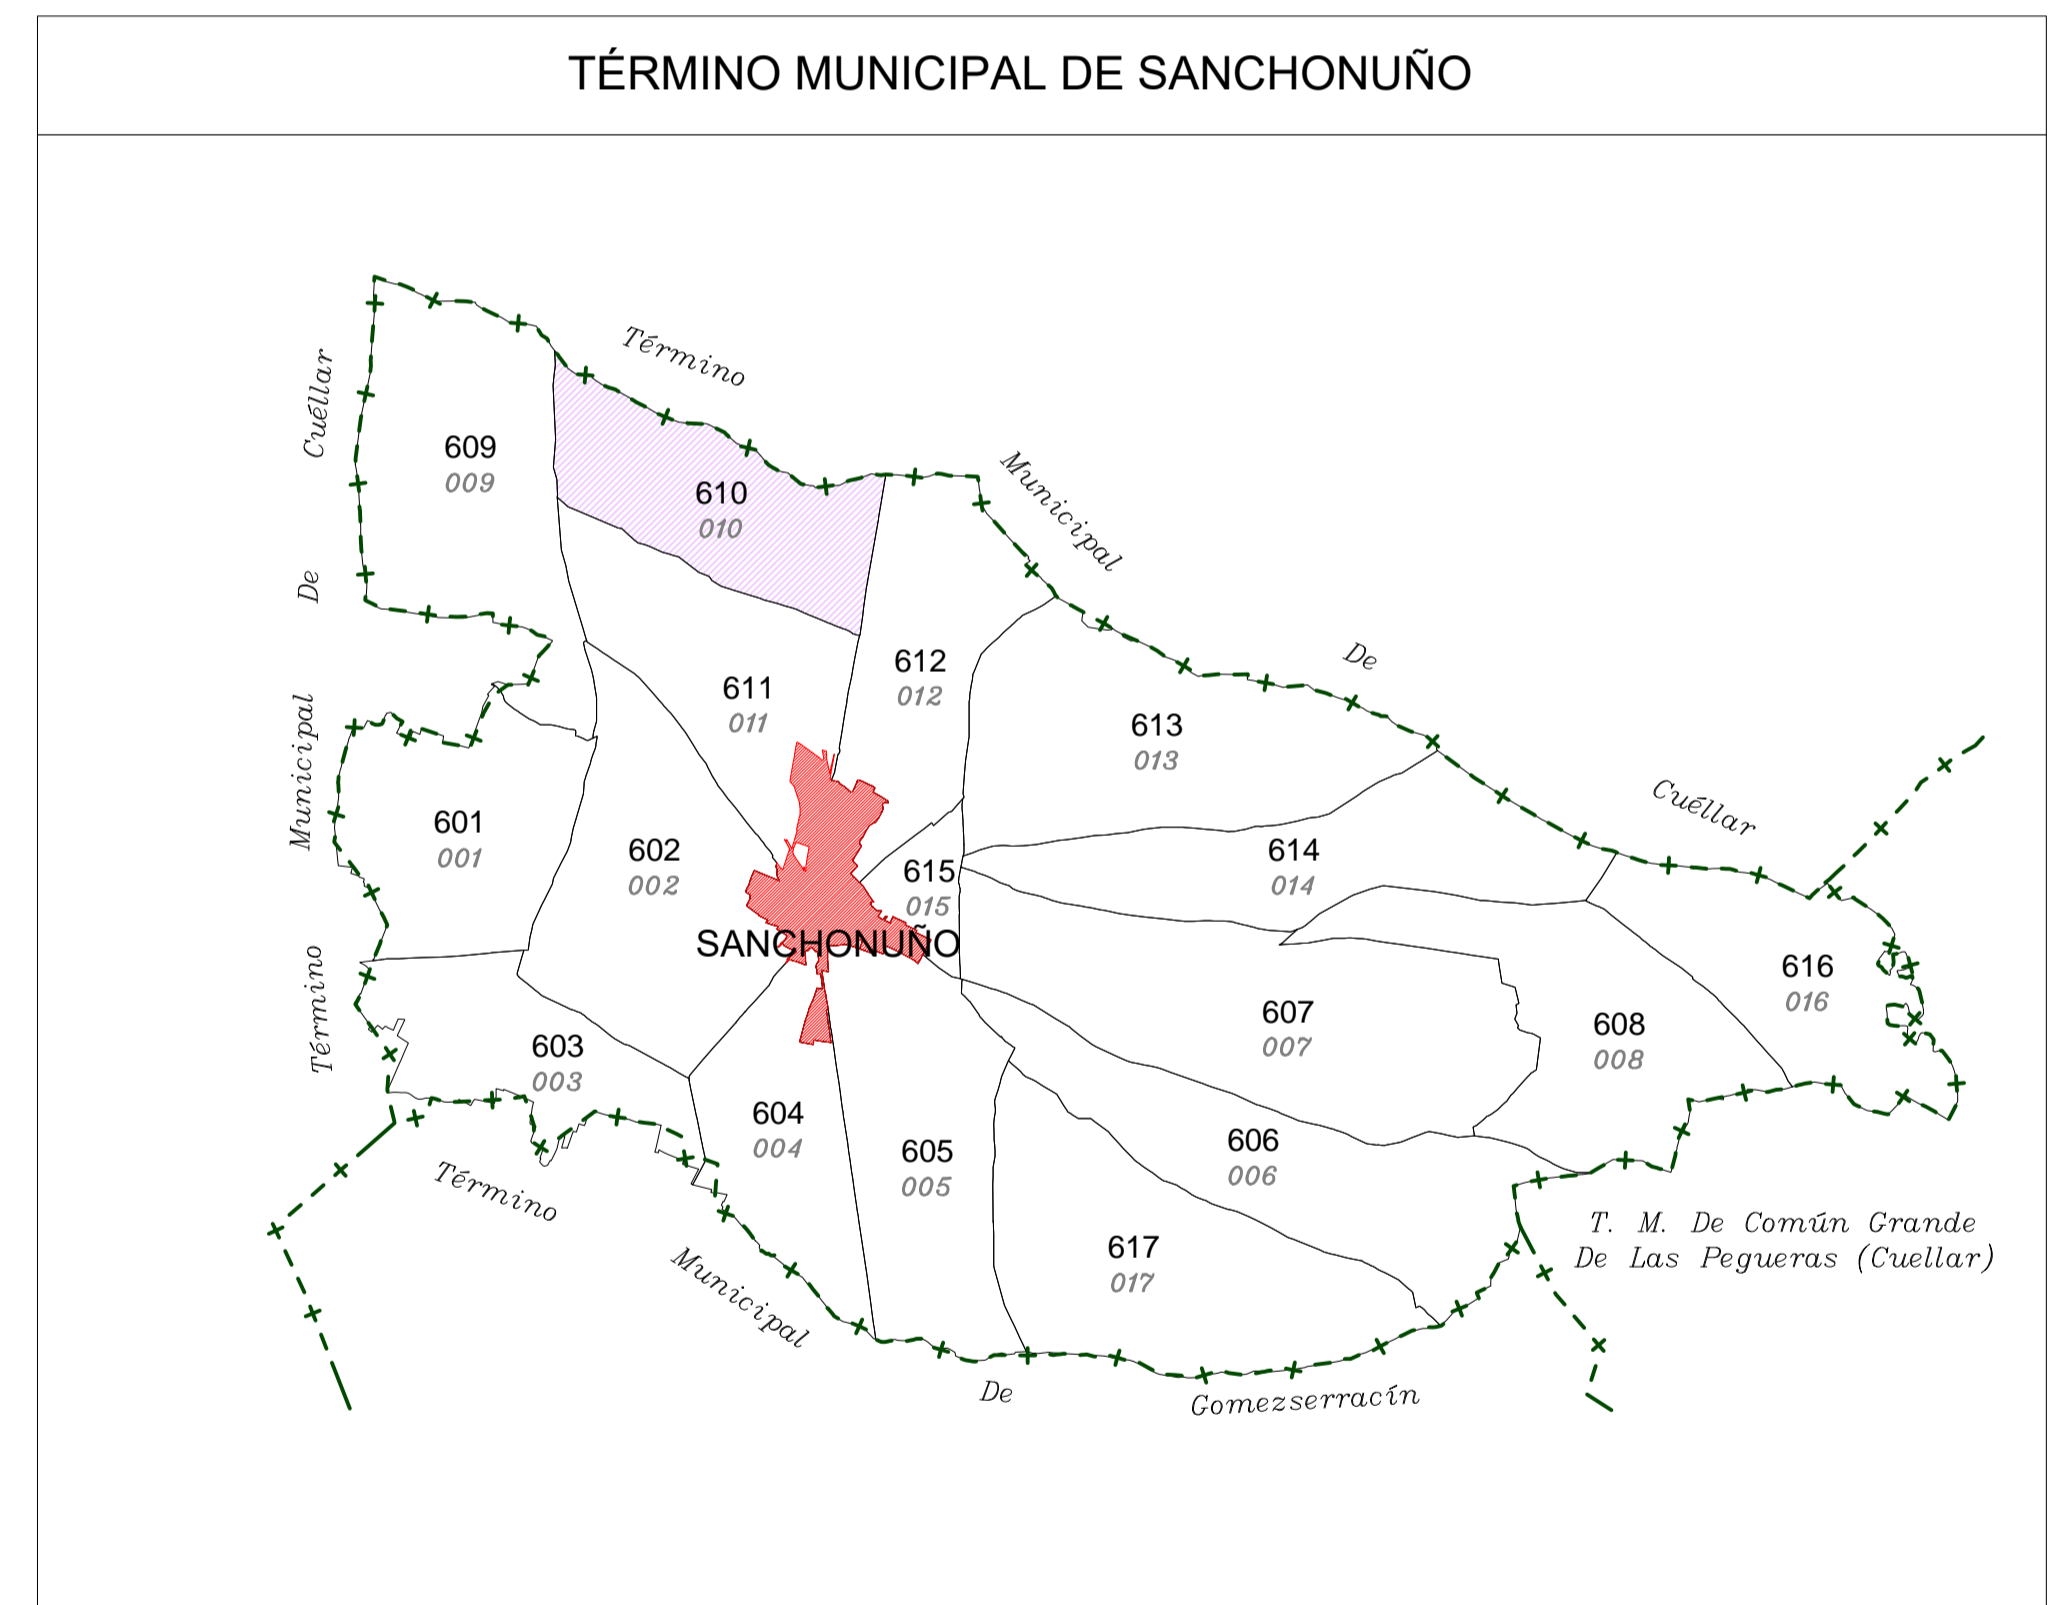 TÉRMINO MUNICIPAL DE SANCHONUÑO
Término
Municipal
De
Cuéllar
Término
Municipal
De
Cuéllar
609
009
610
010
611
011
612
012
613
013
601
001
602
002
614
014
615
015
SANCHONUÑO
616
016
607
007
608
008
603
003
604
004
605
005
606
006
617
017
Término
Municipal
De
Gomezserracín
T. M. De Común Grande
De Las Pegueras (Cuellar)